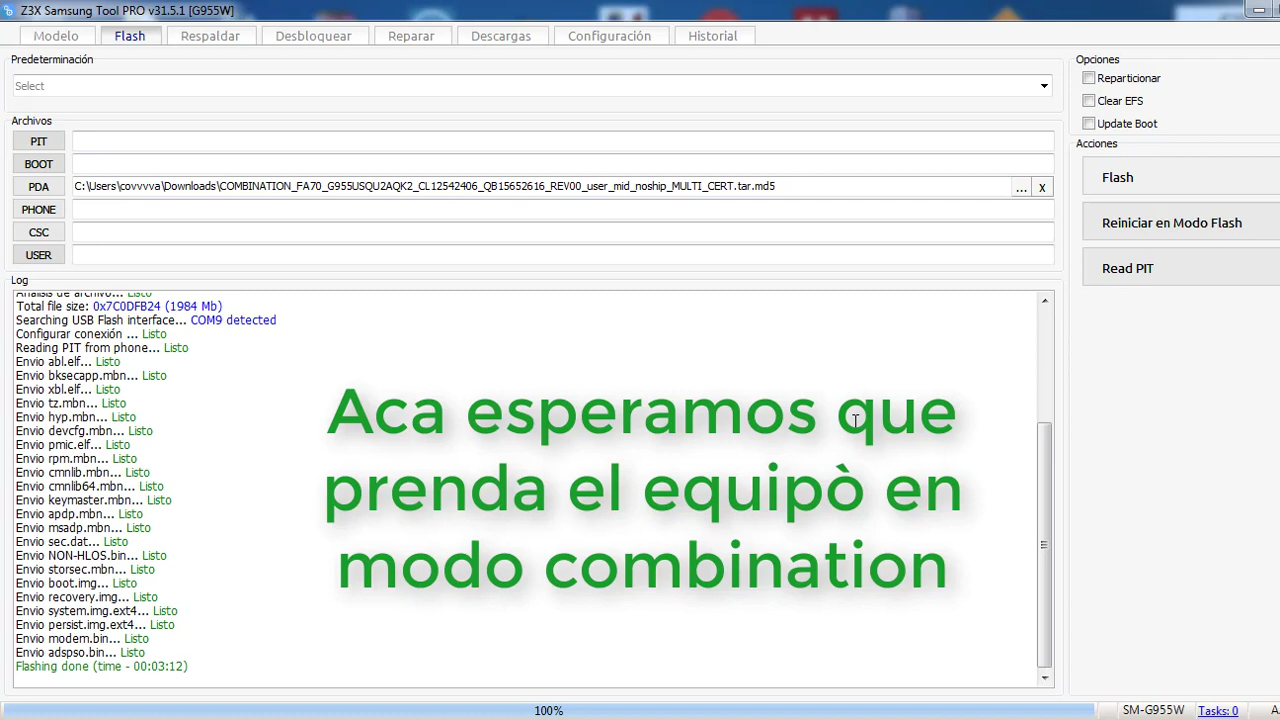 Z3X Samsung Tool PRO v31.5.1 [G955W]
Modelo Flash Respaldar Desbloquear Reparar Descargas Configuración Historial
Predeterminación
Select
Archivos
PIT
BOOT
PDA C:\Users\covvvva\Downloads\COMBINATION_FA70_G955USQU2AQK2_CL12542406_QB15652616_REV00_user_mid_noship_MULTI_CERT.tar.md5 ... x
PHONE
CSC
USER
Opciones
Reparticionar
Clear EFS
Update Boot
Acciones
Flash
Reiniciar en Modo Flash
Read PIT
Log
Analisis de archivo... Listo
Total file size: 0x7C0DFB24 (1984 Mb)
Searching USB Flash interface... COM9 detected
Configurar conexión ... Listo
Reading PIT from phone... Listo
Envio abl.elf... Listo
Envio bksecapp.mbn... Listo
Envio xbl.elf... Listo
Envio tz.mbn... Listo
Envio hyp.mbn... Listo
Envio devcfg.mbn... Listo
Envio pmic.elf... Listo
Envio rpm.mbn... Listo
Envio cmnlib.mbn... Listo
Envio cmnlib64.mbn... Listo
Envio keymaster.mbn... Listo
Envio apdp.mbn... Listo
Envio msadp.mbn... Listo
Envio sec.dat... Listo
Envio NON-HLOS.bin... Listo
Envio storsec.mbn... Listo
Envio boot.img... Listo
Envio recovery.img... Listo
Envio system.img.ext4... Listo
Envio persist.img.ext4... Listo
Envio modem.bin... Listo
Envio adspso.bin... Listo
Flashing done (time - 00:03:12)
Aca esperamos que
prenda el equipò en
modo combination
100%
SM-G955W Tasks: 0